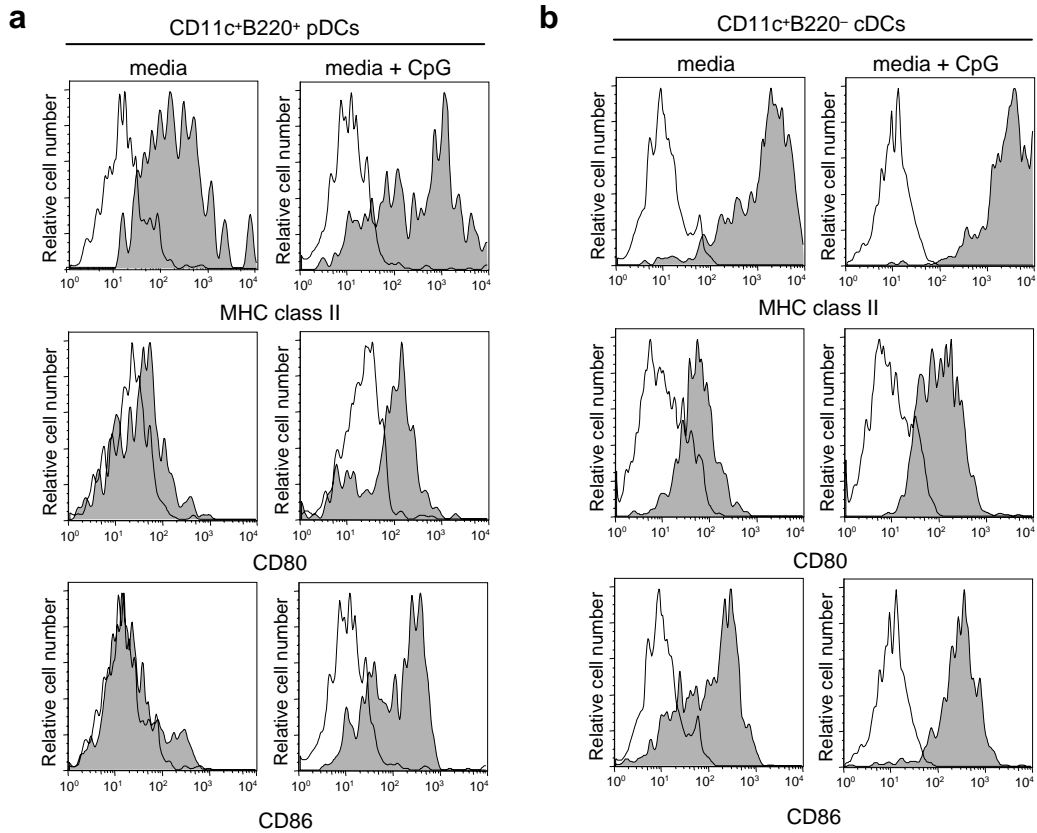 a
CD11c⁺B220⁺ pDCs
media
media + CpG
Relative cell number
10⁰ 10¹ 10² 10³ 10⁴
Relative cell number
10⁰ 10¹ 10² 10³ 10⁴
MHC class II
Relative cell number
10⁰ 10¹ 10² 10³ 10⁴
Relative cell number
10⁰ 10¹ 10² 10³ 10⁴
CD80
Relative cell number
10⁰ 10¹ 10² 10³ 10⁴
Relative cell number
10⁰ 10¹ 10² 10³ 10⁴
CD86
b
CD11c⁺B220⁻ cDCs
media
media + CpG
Relative cell number
10⁰ 10¹ 10² 10³ 10⁴
Relative cell number
10⁰ 10¹ 10² 10³ 10⁴
MHC class II
Relative cell number
10⁰ 10¹ 10² 10³ 10⁴
Relative cell number
10⁰ 10¹ 10² 10³ 10⁴
CD80
Relative cell number
10⁰ 10¹ 10² 10³ 10⁴
Relative cell number
10⁰ 10¹ 10² 10³ 10⁴
CD86